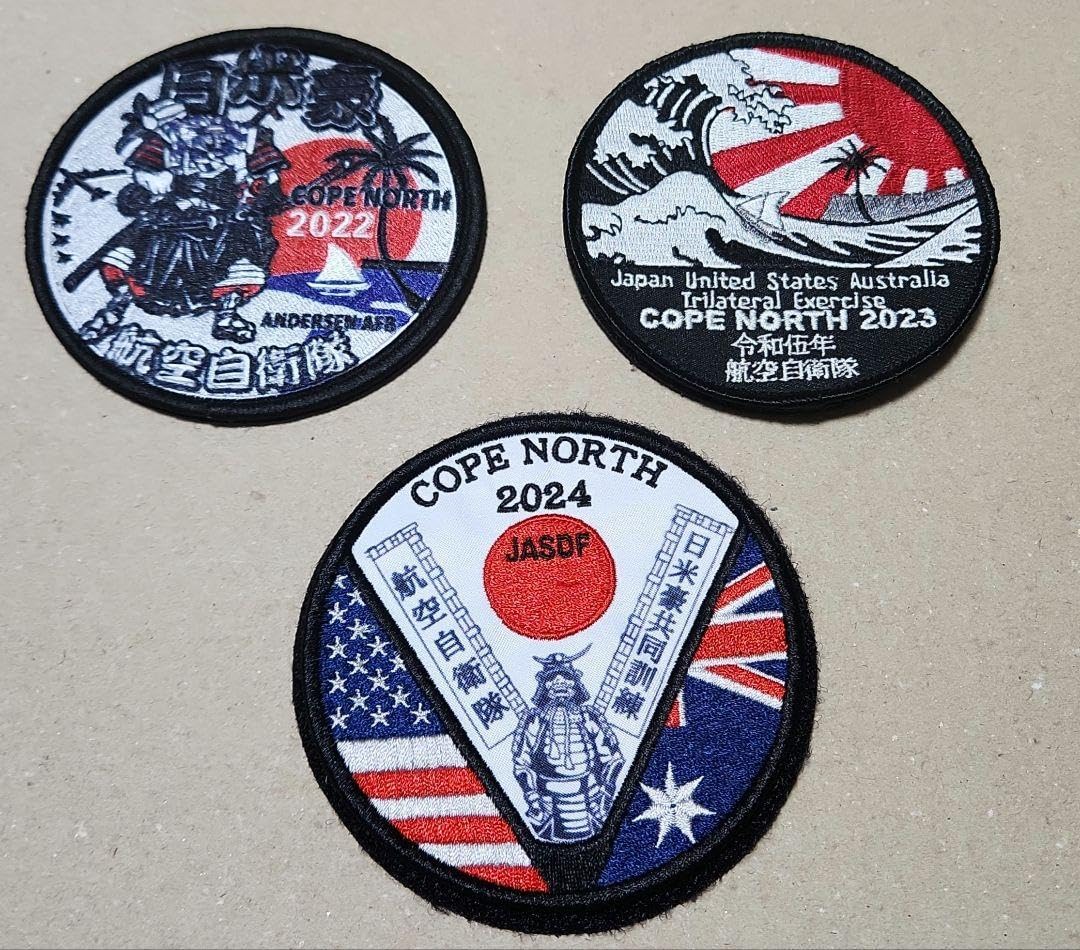 日米豪
COPE NORTH
2022
ANDERSEN AFB
航空自衛隊
Japan United States Australia
Trilateral Exercise
COPE NORTH 2023
令和伍年
航空自衛隊
COPE NORTH
2024
JASDF
航空自衛隊
日米豪共同訓練